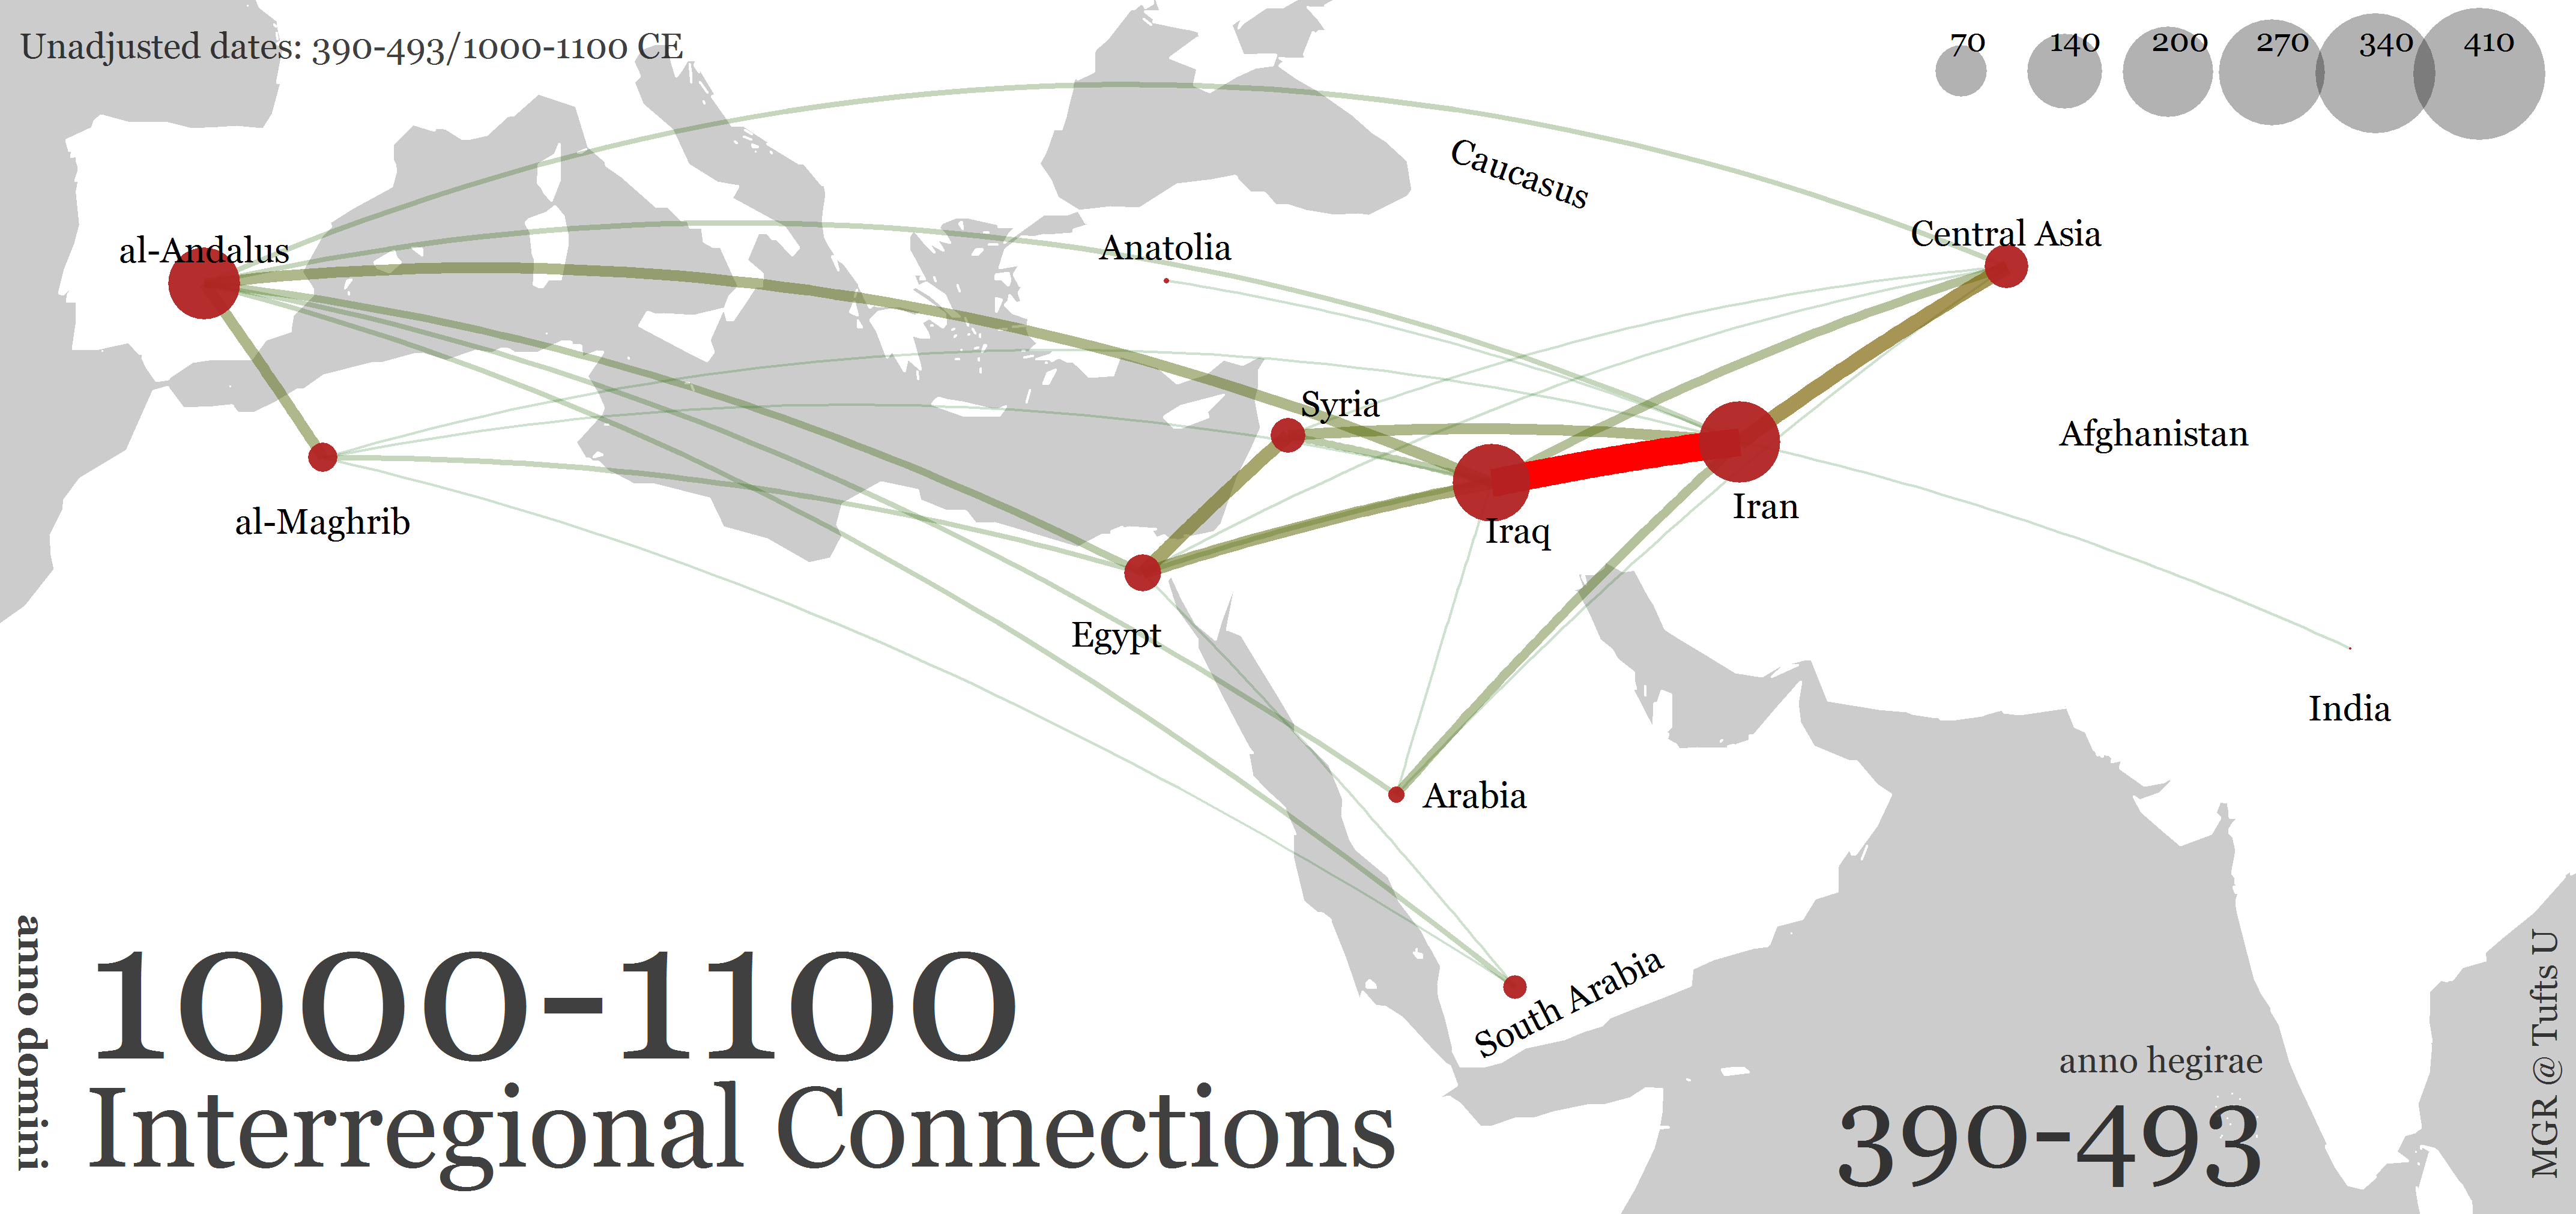 Unadjusted dates: 390-493/1000-1100 CE
70 140 200 270 340 410
Caucasus
al-Andalus
Anatolia
Central Asia
Syria
Afghanistan
al-Maghrib
Iraq
Iran
Egypt
India
Arabia
South Arabia
anno domini
1000-1100
Interregional Connections
anno hegirae
390-493
MGR @ Tufts U